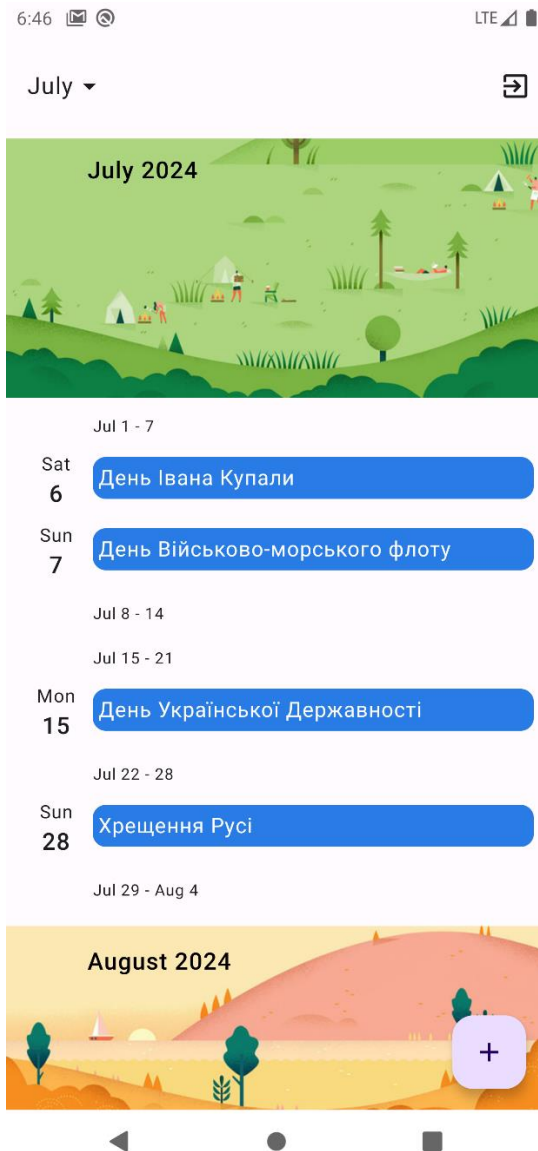 6:46
LTE
July
July 2024
Jul 1 - 7
Sat
6
День Івана Купали
Sun
7
День Військово-морського флоту
Jul 8 - 14
Jul 15 - 21
Mon
15
День Української Державності
Jul 22 - 28
Sun
28
Хрещення Русі
Jul 29 - Aug 4
August 2024
+